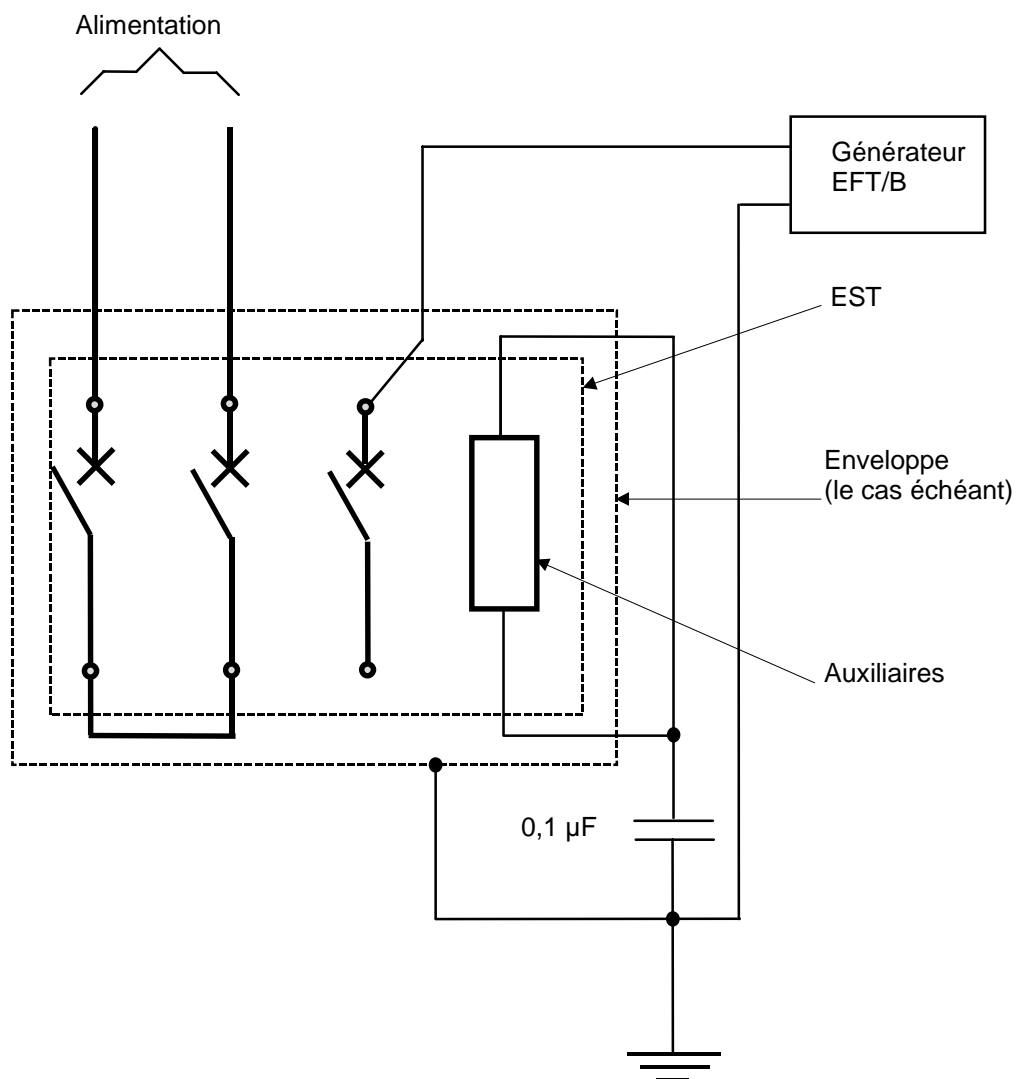 Alimentation
Générateur
EFT/B
EST
Enveloppe
(le cas échéant)
Auxiliaires
0,1 µF